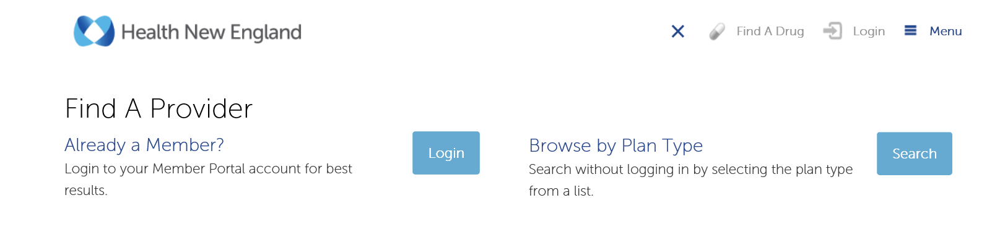 Health New England
Find A Drug
Login
Menu
Find A Provider
Already a Member?
Login to your Member Portal account for best
results.
Login
Browse by Plan Type
Search without logging in by selecting the plan type
from a list.
Search